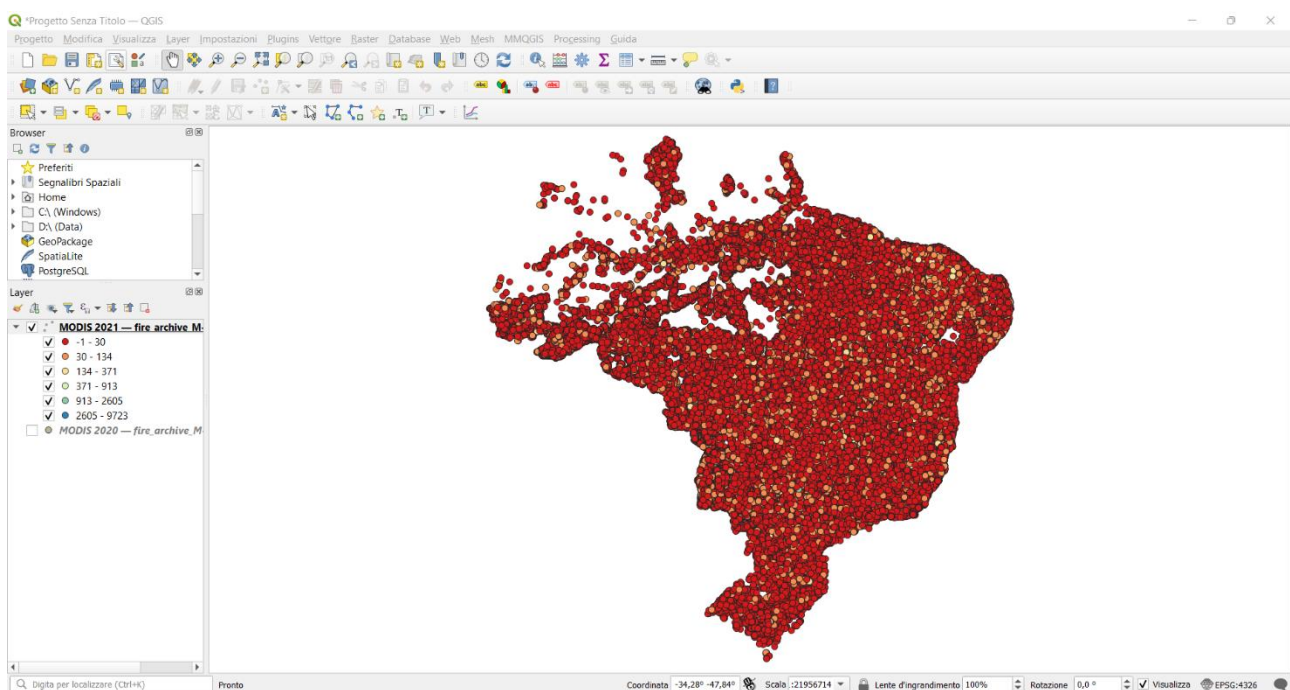 *Progetto Senza Titolo — QGIS
Progetto Modifica Visualizza Layer Impostazioni Plugins Vettore Raster Database Web Mesh MMQGIS Processing Guida
Browser
Preferiti
Segnalibri Spaziali
Home
C:\ (Windows)
D:\ (Data)
GeoPackage
SpatiaLite
PostgreSQL
Layer
MODIS 2021 — fire_archive_M-
-1 - 30
30 - 134
134 - 371
371 - 913
913 - 2605
2605 - 9723
MODIS 2020 — fire_archive_M-
Digita per localizzare (Ctrl+K) Pronto Coordinata -34,28° -47,84° Scala :21956714 Lente d'ingrandimento 100% Rotazione 0,0 ° Visualizza EPSG:4326